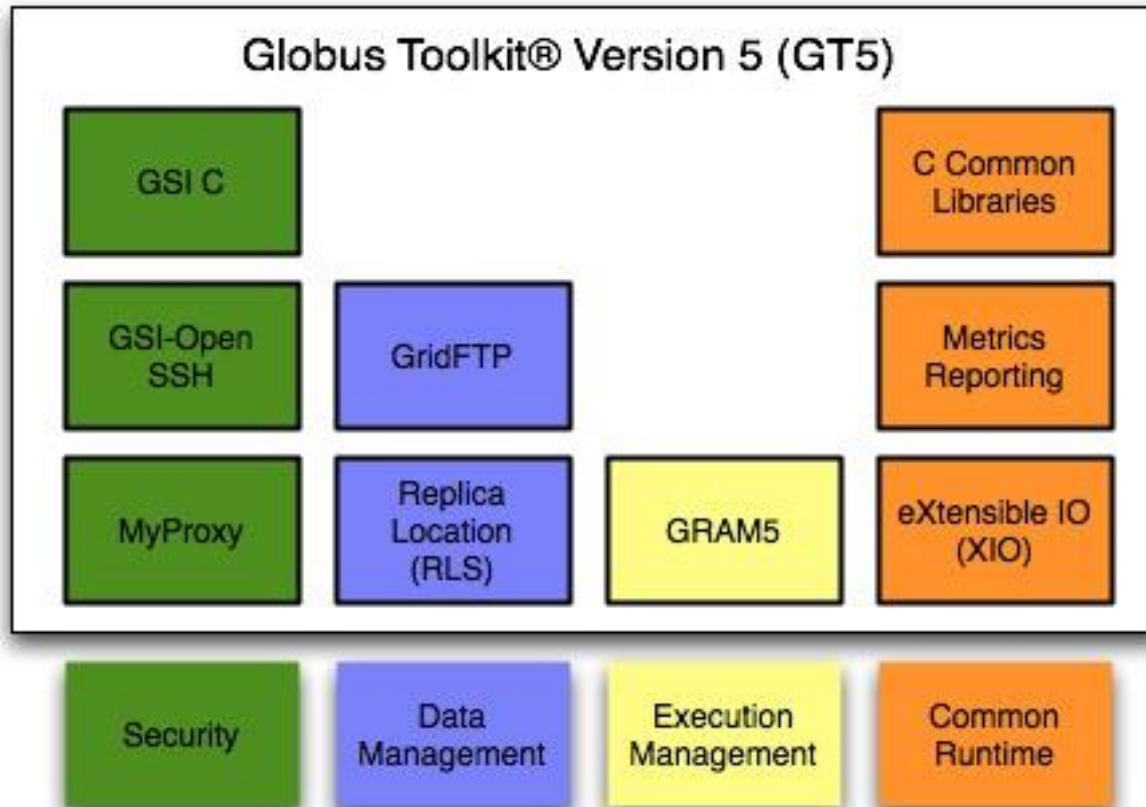 Globus Toolkit® Version 5 (GT5)
GSI C
C Common
Libraries
GSI-Open
SSH
GridFTP
Metrics
Reporting
MyProxy
Replica
Location
(RLS)
GRAM5
eXtensible IO
(XIO)
Security
Data
Management
Execution
Management
Common
Runtime